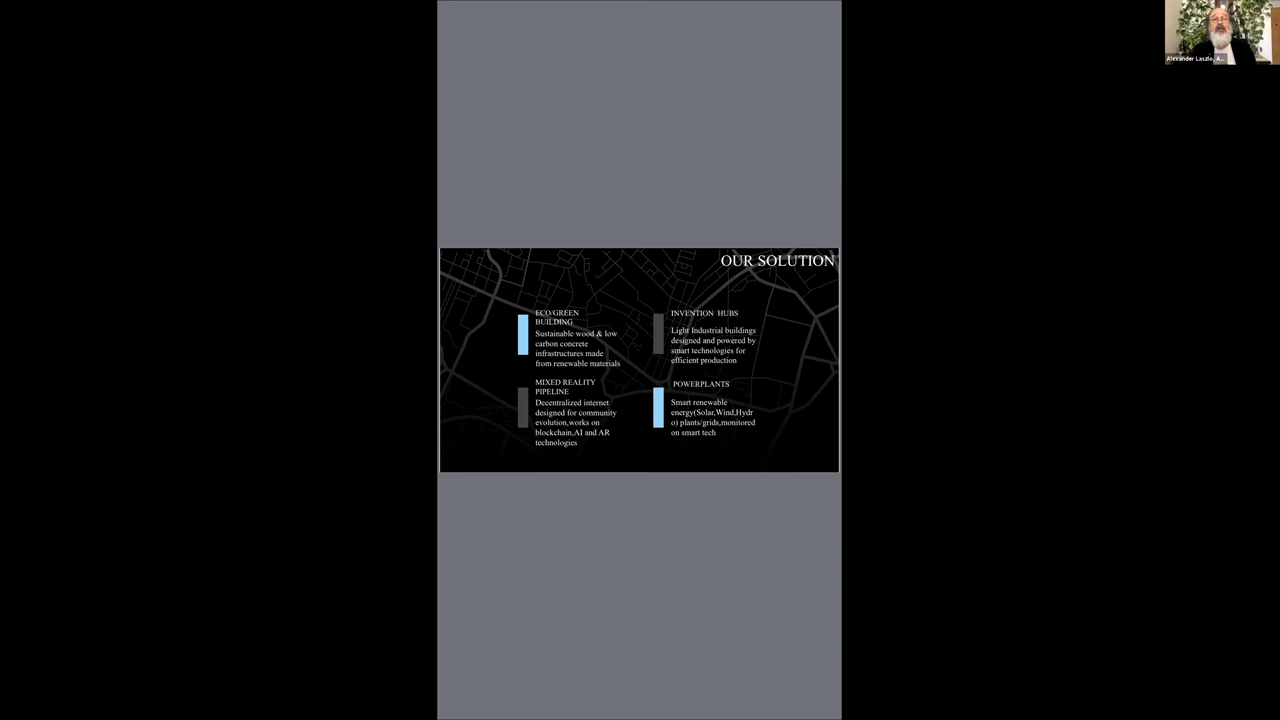 Alexander Laszlo, A...
OUR SOLUTION
ECO/GREEN
BUILDING
Sustainable wood & low
carbon concrete
infrastructures made
from renewable materials
INVENTION HUBS
Light Industrial buildings
designed and powered by
smart technologies for
efficient production
MIXED REALITY
PIPELINE
Decentralized internet
designed for community
evolution,works on
blockchain,AI and AR
technologies
POWERPLANTS
Smart renewable
energy(Solar,Wind,Hydr
o) plants/grids,monitored
on smart tech